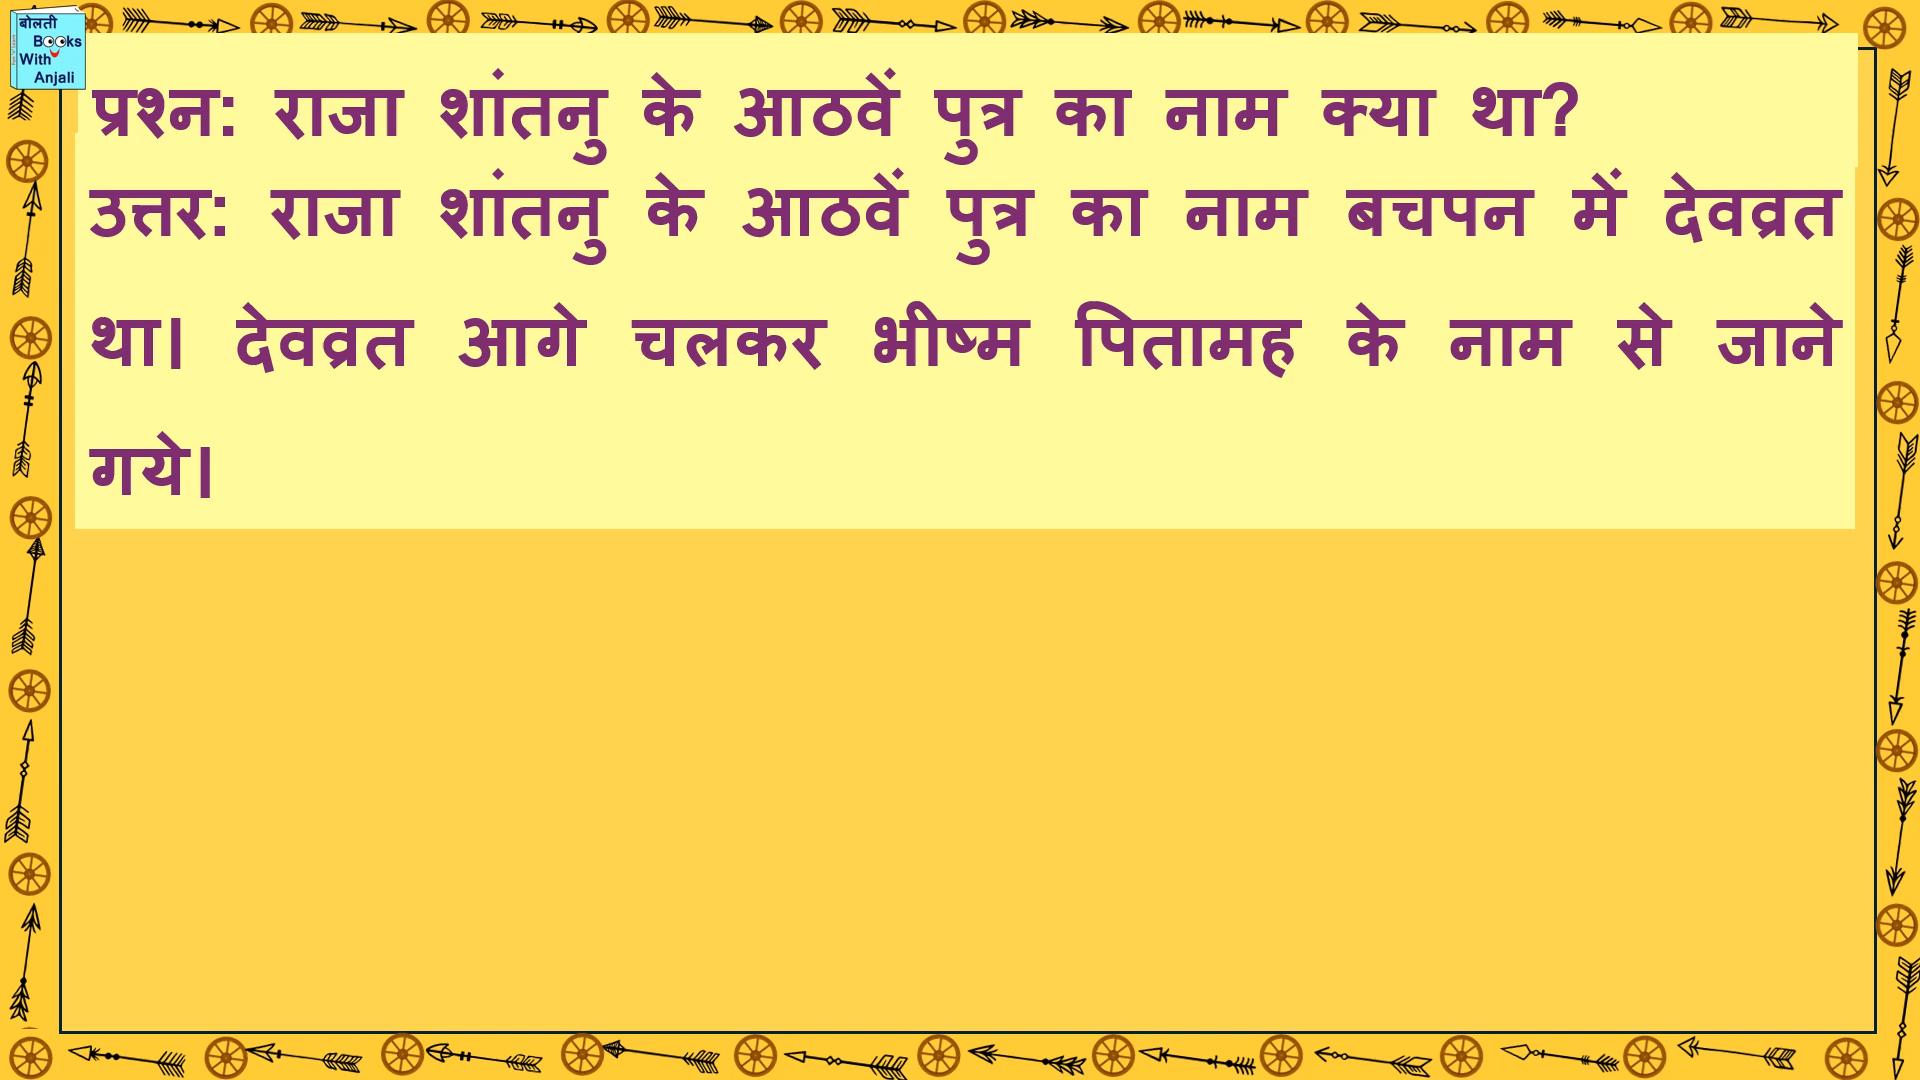 बोलती
Books
With
Anjali
प्रश्न: राजा शांतनु के आठवें पुत्र का नाम क्या था?
उत्तर: राजा शांतनु के आठवें पुत्र का नाम बचपन में देवव्रत
था। देवव्रत आगे चलकर भीष्म पितामह के नाम से जाने
गये।